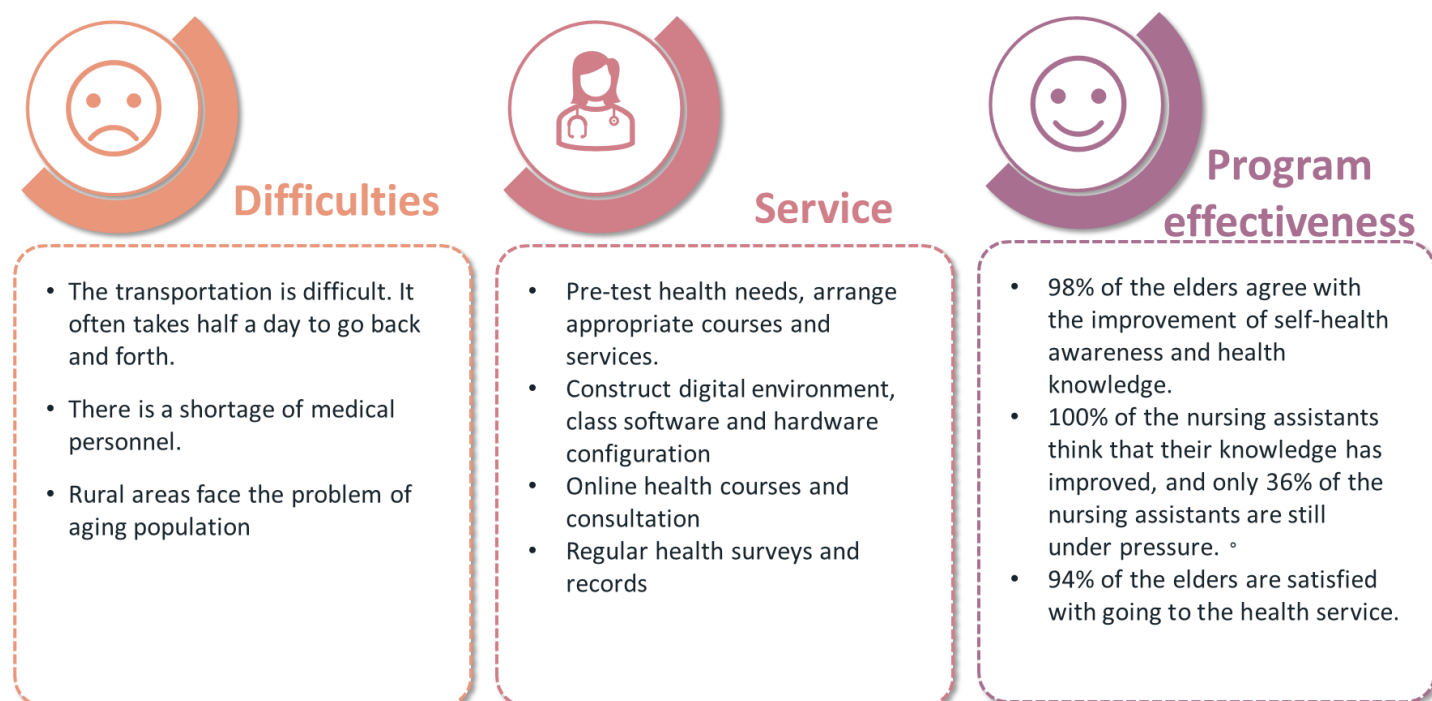 Difficulties
• The transportation is difficult. It
often takes half a day to go back
and forth.
• There is a shortage of medical
personnel.
• Rural areas face the problem of
aging population
Service
• Pre-test health needs, arrange
appropriate courses and
services.
• Construct digital environment,
class software and hardware
configuration
• Online health courses and
consultation
• Regular health surveys and
records
Program
effectiveness
• 98% of the elders agree with
the improvement of self-health
awareness and health
knowledge.
• 100% of the nursing assistants
think that their knowledge has
improved, and only 36% of the
nursing assistants are still
under pressure. 。
• 94% of the elders are satisfied
with going to the health service.